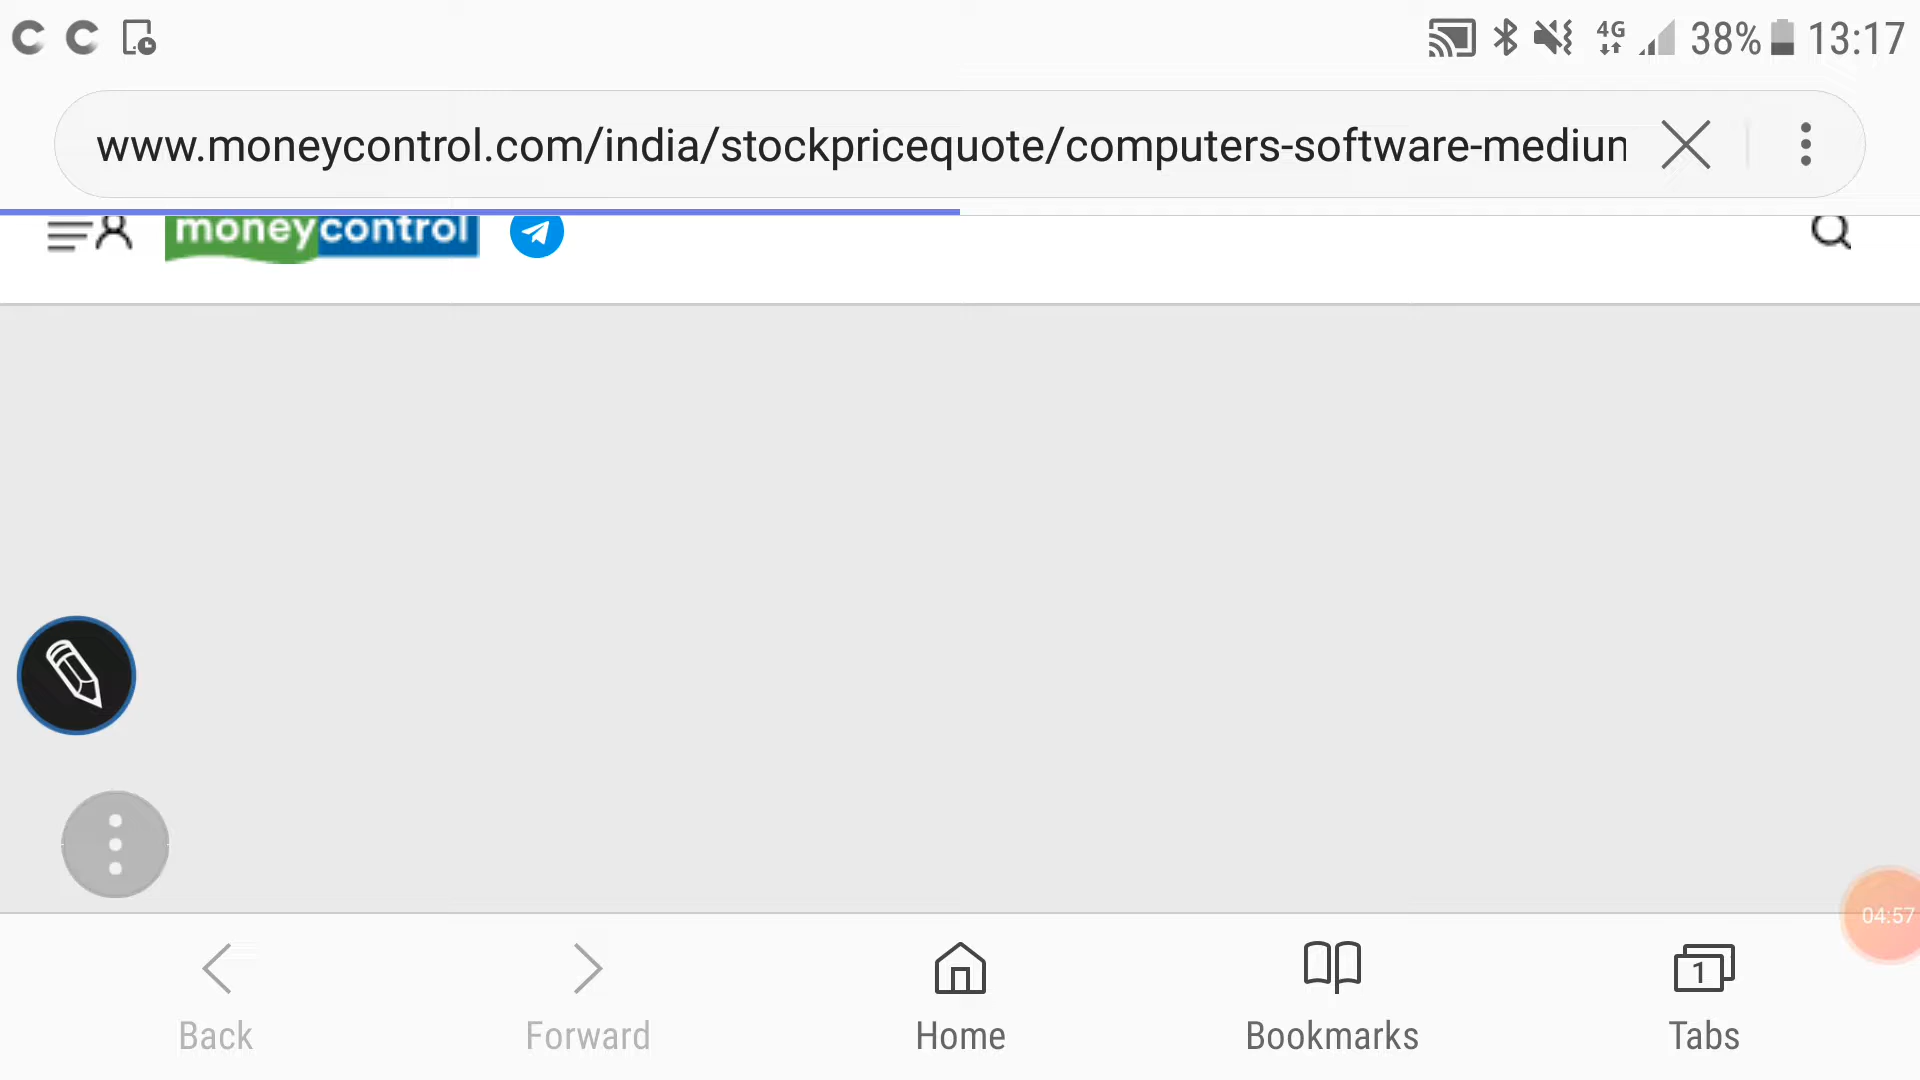 4G 38% 13:17
www.moneycontrol.com/india/stockpricequote/computers-software-mediun
moneycontrol
04:57
1
Back Forward Home Bookmarks Tabs